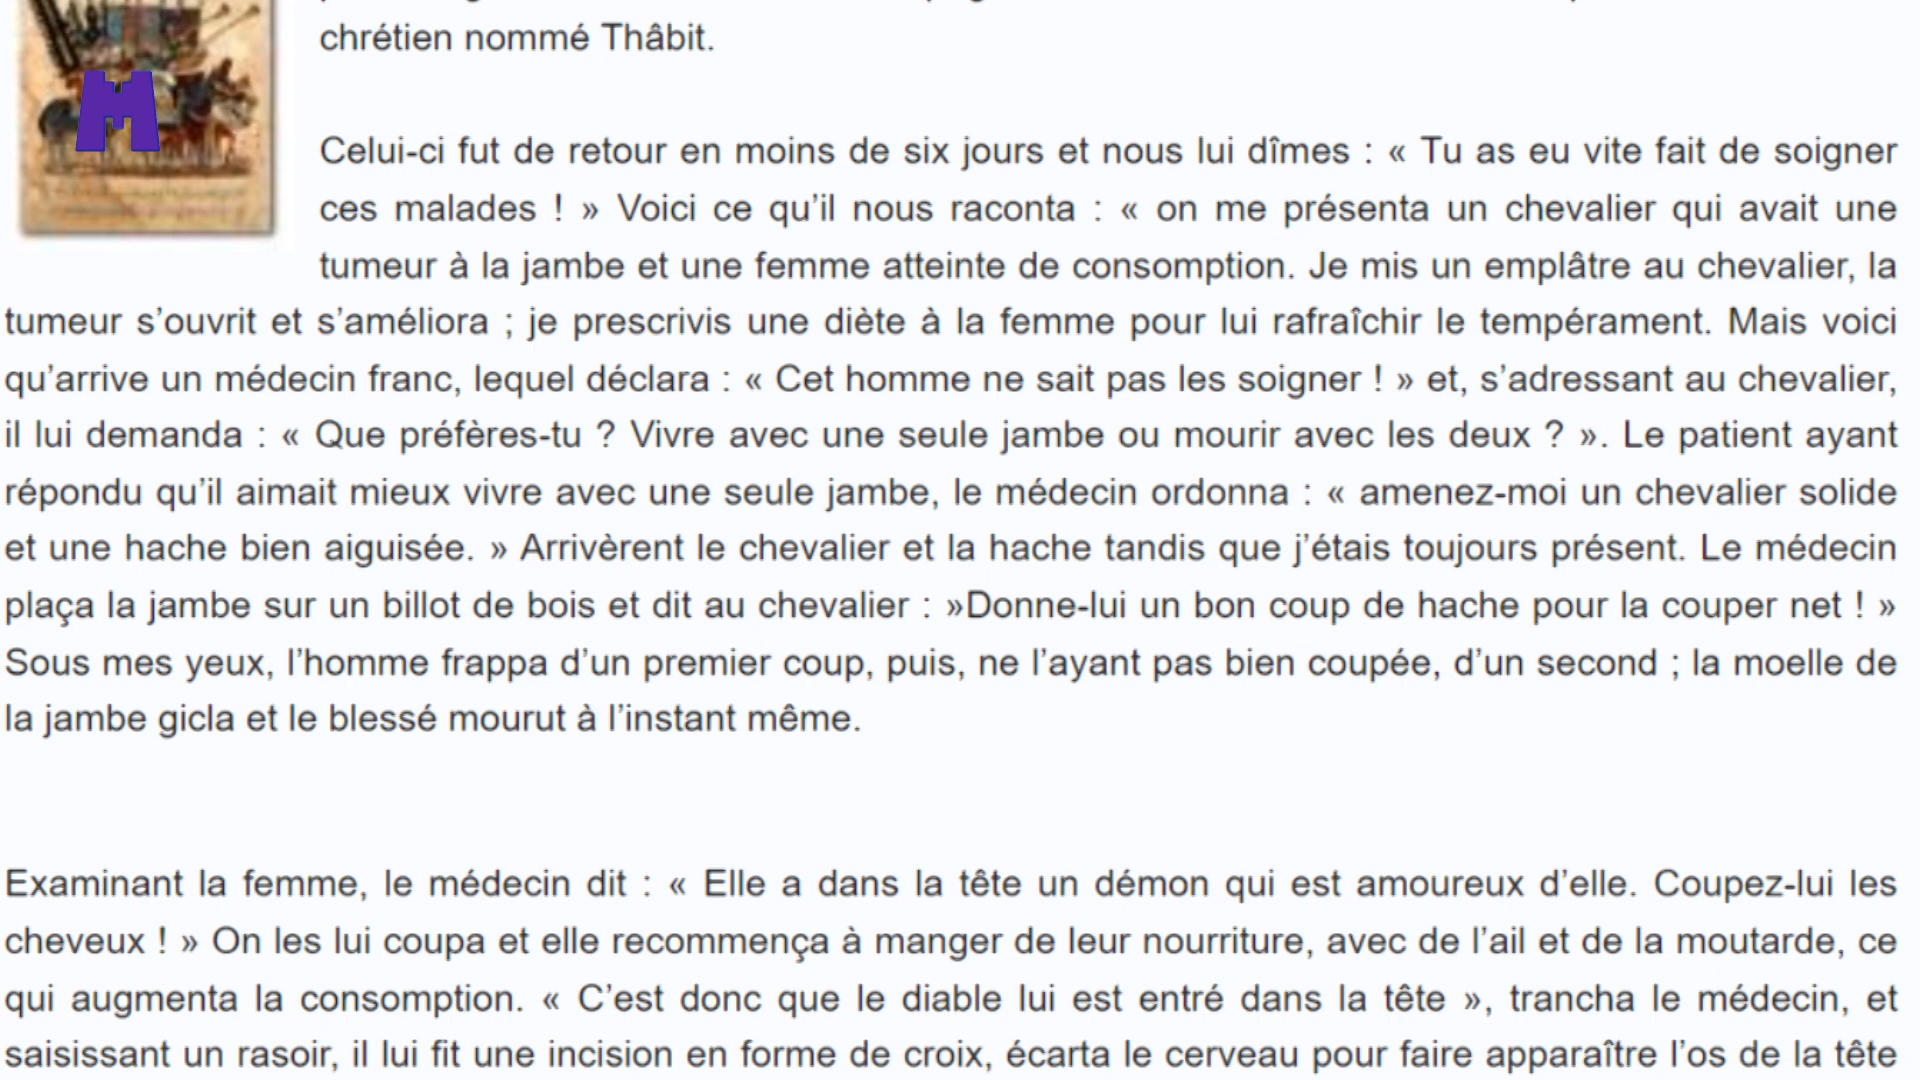 chrétien nommé Thâbit.
M
Celui-ci fut de retour en moins de six jours et nous lui dîmes : « Tu as eu vite fait de soigner
ces malades ! » Voici ce qu’il nous raconta : « on me présenta un chevalier qui avait une
tumeur à la jambe et une femme atteinte de consomption. Je mis un emplâtre au chevalier, la
tumeur s’ouvrit et s’améliora ; je prescrivis une diète à la femme pour lui rafraîchir le tempérament. Mais voici
qu’arrive un médecin franc, lequel déclara : « Cet homme ne sait pas les soigner ! » et, s’adressant au chevalier,
il lui demanda : « Que préfères-tu ? Vivre avec une seule jambe ou mourir avec les deux ? ». Le patient ayant
répondu qu’il aimait mieux vivre avec une seule jambe, le médecin ordonna : « amenez-moi un chevalier solide
et une hache bien aiguisée. » Arrivèrent le chevalier et la hache tandis que j’étais toujours présent. Le médecin
plaça la jambe sur un billot de bois et dit au chevalier : »Donne-lui un bon coup de hache pour la couper net ! »
Sous mes yeux, l’homme frappa d’un premier coup, puis, ne l’ayant pas bien coupée, d’un second ; la moelle de
la jambe gicla et le blessé mourut à l’instant même.
Examinant la femme, le médecin dit : « Elle a dans la tête un démon qui est amoureux d’elle. Coupez-lui les
cheveux ! » On les lui coupa et elle recommença à manger de leur nourriture, avec de l’ail et de la moutarde, ce
qui augmenta la consomption. « C’est donc que le diable lui est entré dans la tête », trancha le médecin, et
saisissant un rasoir, il lui fit une incision en forme de croix, écarta le cerveau pour faire apparaître l’os de la tête